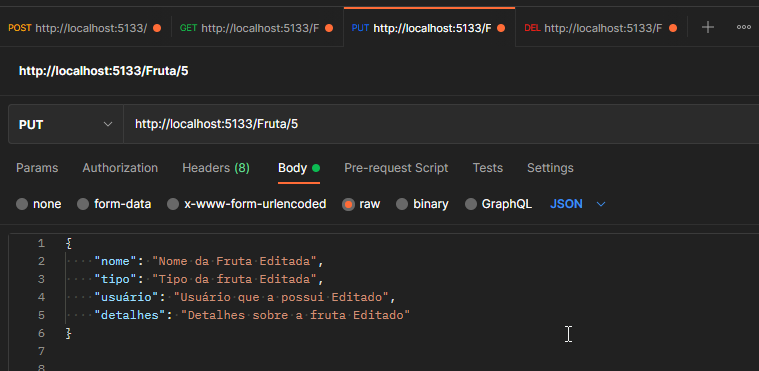 POST http://localhost:5133/ GET http://localhost:5133/F PUT http://localhost:5133/F DEL http://localhost:5133/F
http://localhost:5133/Fruta/5
PUT http://localhost:5133/Fruta/5
Params Authorization Headers (8) Body Pre-request Script Tests Settings
none form-data x-www-form-urlencoded raw binary GraphQL JSON
1 {
2 "nome": "Nome da Fruta Editada",
3 "tipo": "Tipo da fruta Editada",
4 "usuário": "Usuário que a possui Editado",
5 "detalhes": "Detalhes sobre a fruta Editado"
6 }
7
8